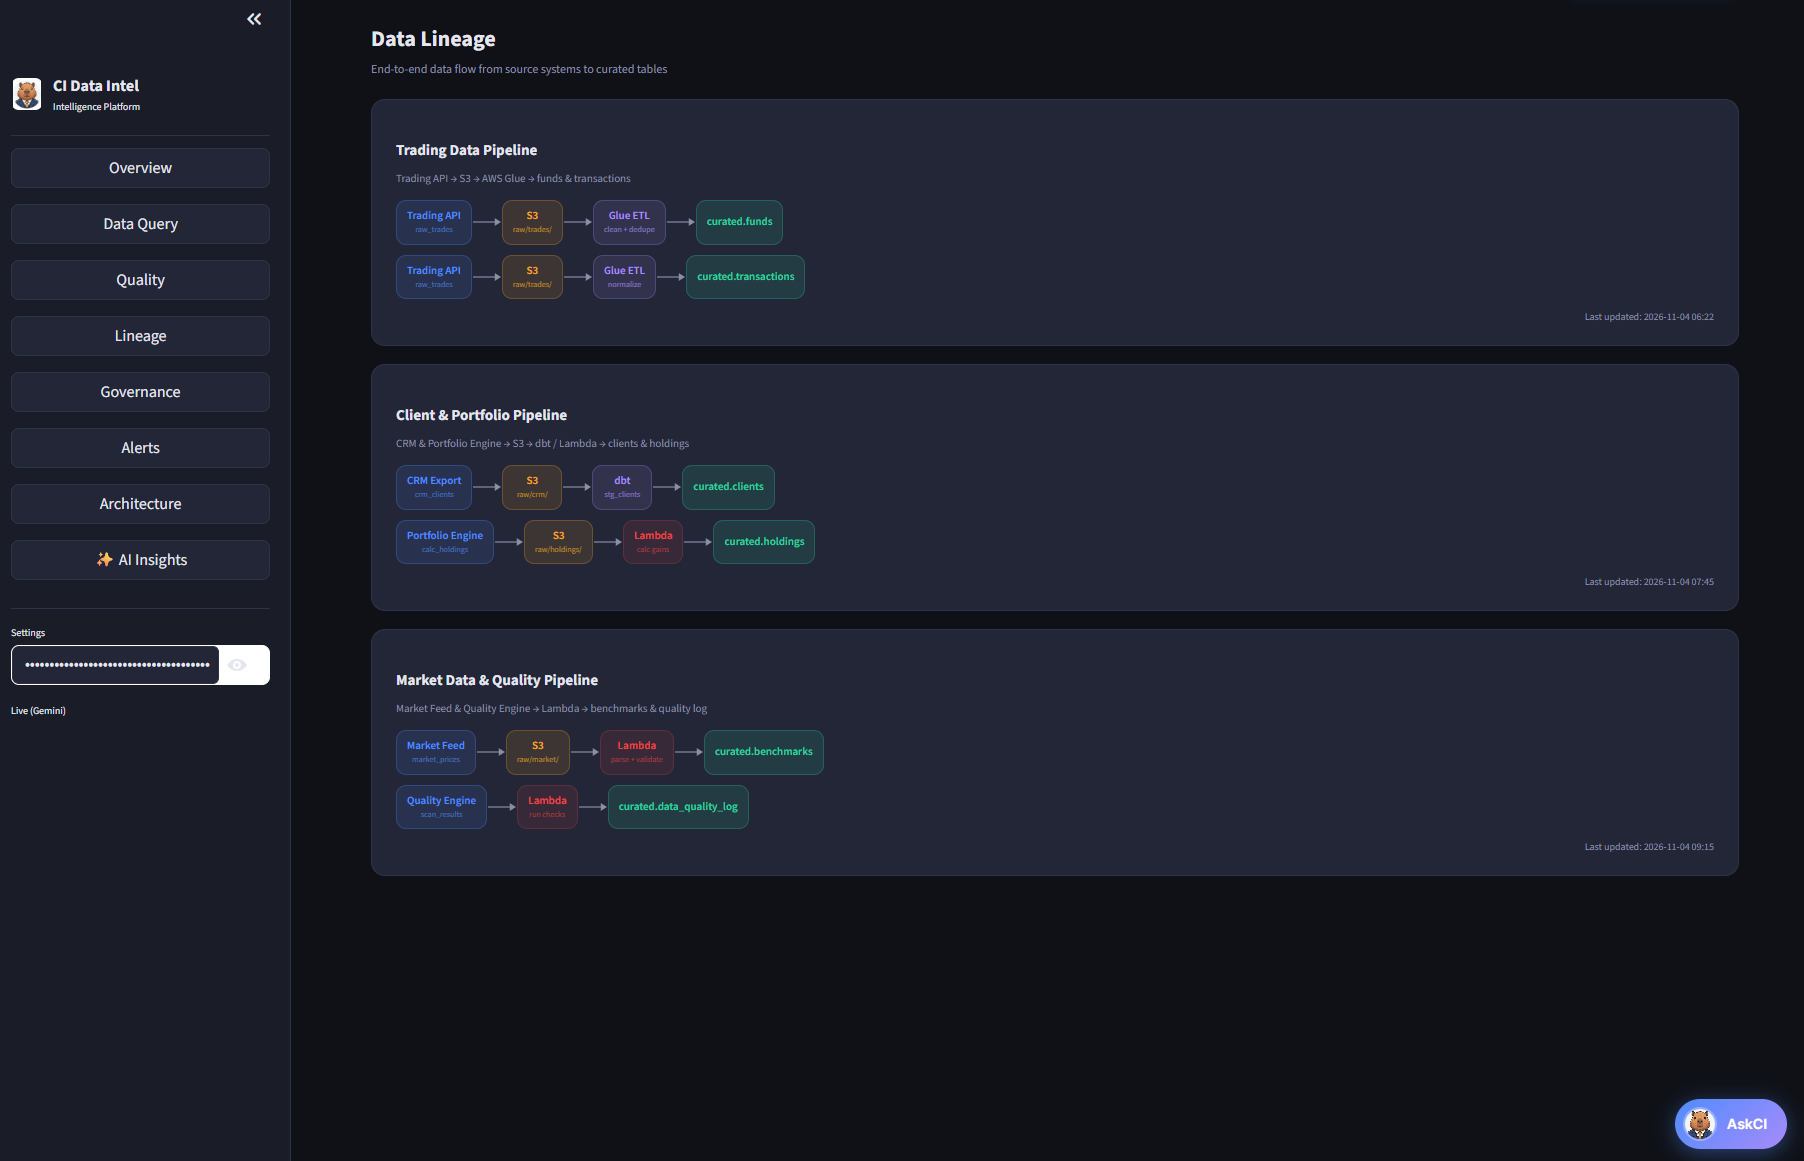 CI Data Intel
Intelligence Platform
Overview
Data Query
Quality
Lineage
Governance
Alerts
Architecture
✨ AI Insights
Settings
Live (Gemini)
Data Lineage
End-to-end data flow from source systems to curated tables
Trading Data Pipeline
Trading API → S3 → AWS Glue → funds & transactions
Trading API
raw_trades
S3
raw/trades/
Glue ETL
clean + dedupe
curated.funds
Trading API
raw_trades
S3
raw/trades/
Glue ETL
normalize
curated.transactions
Last updated: 2026-11-04 06:22
Client & Portfolio Pipeline
CRM & Portfolio Engine → S3 → dbt / Lambda → clients & holdings
CRM Export
crm_clients
S3
raw/crm/
dbt
stg_clients
curated.clients
Portfolio Engine
calc_holdings
S3
raw/holdings/
Lambda
calc gains
curated.holdings
Last updated: 2026-11-04 07:45
Market Data & Quality Pipeline
Market Feed & Quality Engine → Lambda → benchmarks & quality log
Market Feed
market_prices
S3
raw/market/
Lambda
parse + validate
curated.benchmarks
Quality Engine
scan_results
Lambda
run checks
curated.data_quality_log
Last updated: 2026-11-04 09:15
AskCI